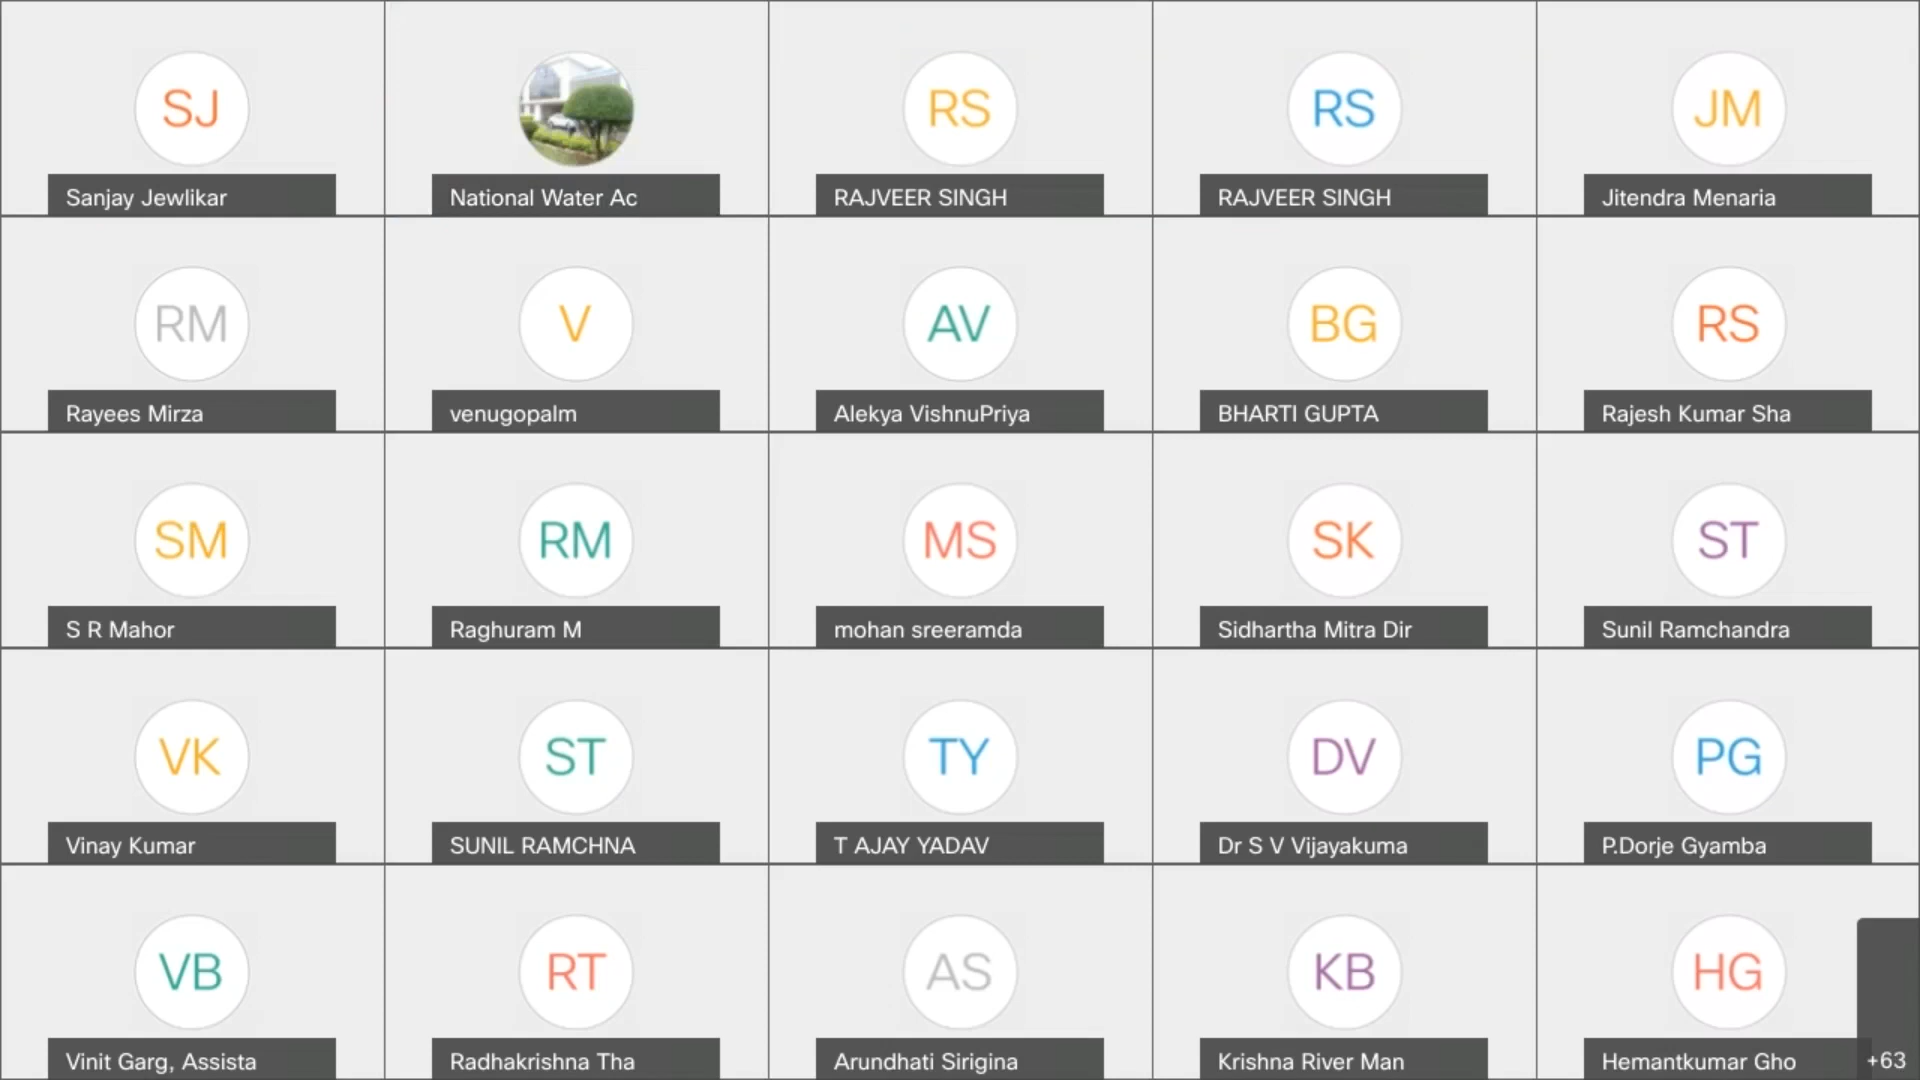 SJ
Sanjay Jewlikar
National Water Ac
RS
RAJVEER SINGH
RS
RAJVEER SINGH
JM
Jitendra Menaria
RM
Rayees Mirza
V
venugopalm
AV
Alekya VishnuPriya
BG
BHARTI GUPTA
RS
Rajesh Kumar Sha
SM
S R Mahor
RM
Raghuram M
MS
mohan sreeramda
SK
Sidhartha Mitra Dir
ST
Sunil Ramchandra
VK
Vinay Kumar
ST
SUNIL RAMCHNA
TY
T AJAY YADAV
DV
Dr S V Vijayakuma
PG
P.Dorje Gyamba
VB
Vinit Garg, Assista
RT
Radhakrishna Tha
AS
Arundhati Sirigina
KB
Krishna River Man
HG
Hemantkumar Gho
+63